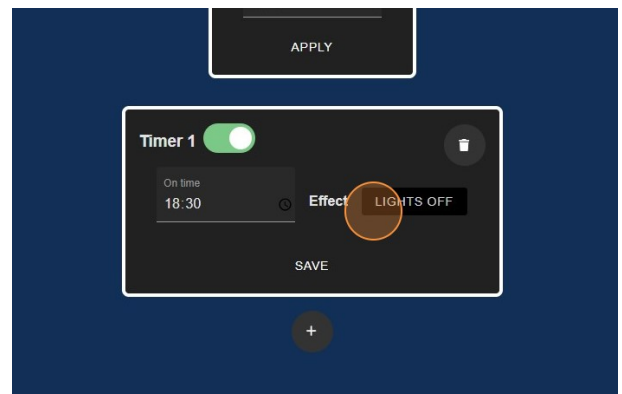 APPLY
Timer 1
On time
18:30
Effect LIGHTS OFF
SAVE
+